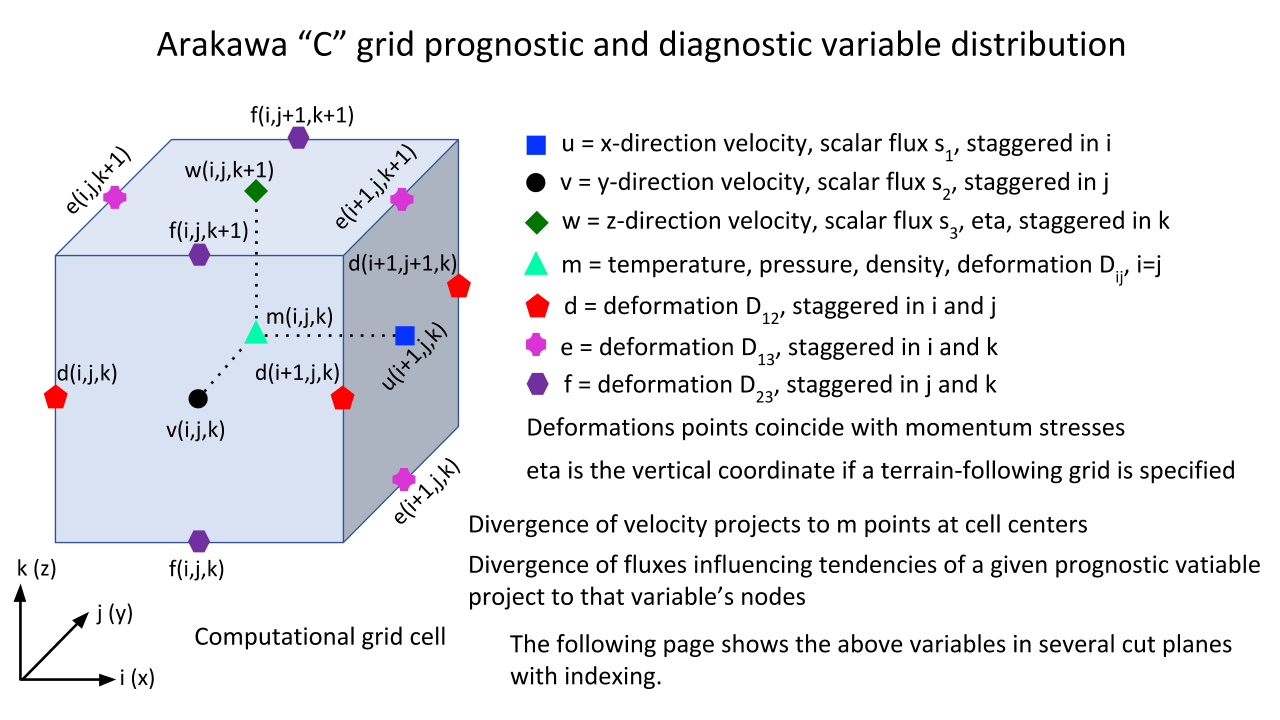 Arakawa “C” grid prognostic and diagnostic variable distribution
f(i,j+1,k+1)
e(i,j,k+1)
w(i,j,k+1)
e(i+1,j,k+1)
f(i,j,k+1)
d(i+1,j+1,k)
m(i,j,k)
u(i+1,j,k)
d(i,j,k)
d(i+1,j,k)
v(i,j,k)
e(i+1,j,k)
f(i,j,k)
k (z)
j (y)
i (x)
Computational grid cell
u = x-direction velocity, scalar flux s1, staggered in i
v = y-direction velocity, scalar flux s2, staggered in j
w = z-direction velocity, scalar flux s3, eta, staggered in k
m = temperature, pressure, density, deformation Dij, i=j
d = deformation D12, staggered in i and j
e = deformation D13, staggered in i and k
f = deformation D23, staggered in j and k
Deformations points coincide with momentum stresses
eta is the vertical coordinate if a terrain-following grid is specified
Divergence of velocity projects to m points at cell centers
Divergence of fluxes influencing tendencies of a given prognostic vatiable
project to that variable’s nodes
The following page shows the above variables in several cut planes
with indexing.